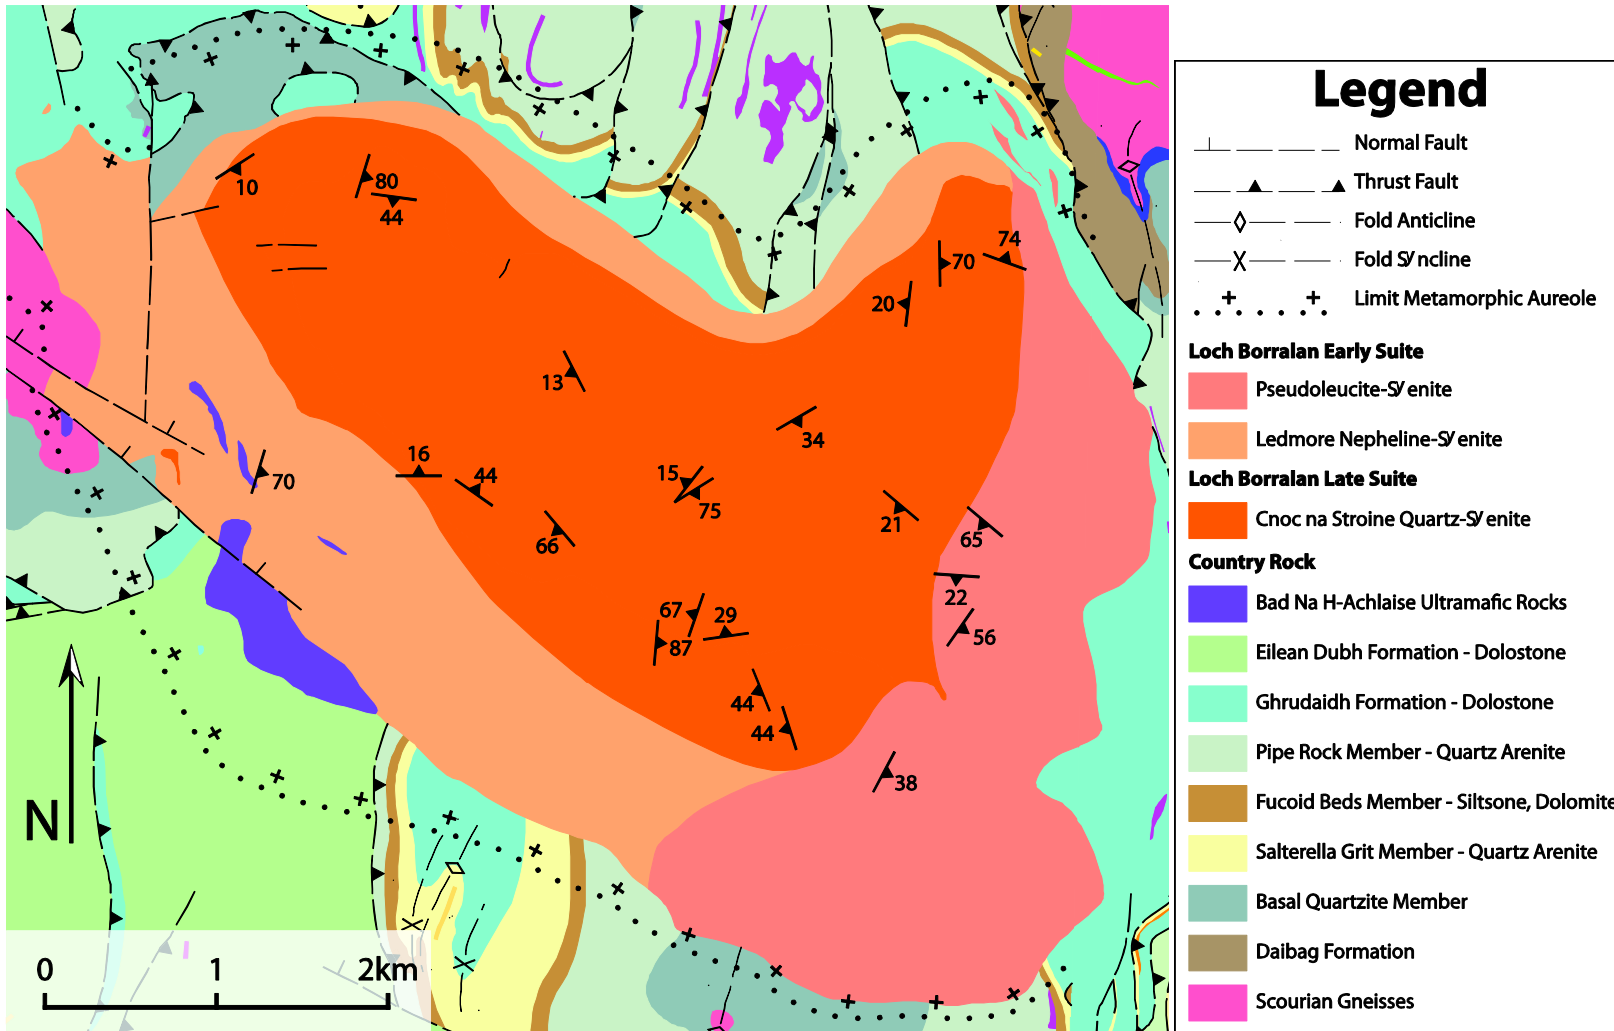 Legend
Normal Fault
Thrust Fault
Fold Anticline
Fold Syncline
Limit Metamorphic Aureole
Loch Borralan Early Suite
Pseudoleucite-Syenite
Ledmore Nepheline-Syenite
Loch Borralan Late Suite
Cnoc na Stroine Quartz-Syenite
Country Rock
Bad Na H-Achlaise Ultramafic Rocks
Eilean Dubh Formation - Dolostone
Ghrudaidh Formation - Dolostone
Pipe Rock Member - Quartz Arenite
Fucoid Beds Member - Siltsone, Dolomite
Salterella Grit Member - Quartz Arenite
Basal Quartzite Member
Daibag Formation
Scourian Gneisses
10
80
44
74
70
20
13
34
16
44
15
75
70
66
21
65
22
67
29
56
87
44
44
38
N
0 1 2km